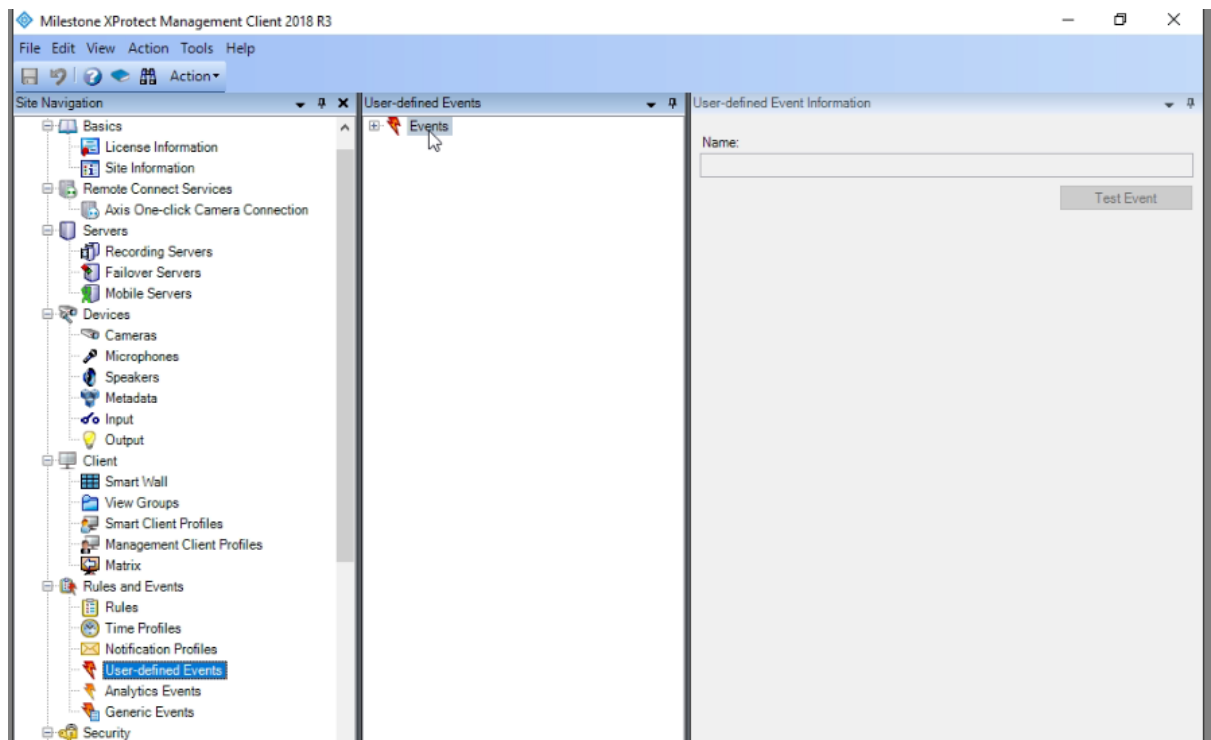 Milestone XProtect Management Client 2018 R3
File Edit View Action Tools Help
Action
Site Navigation
Basics
License Information
Site Information
Remote Connect Services
Axis One-click Camera Connection
Servers
Recording Servers
Failover Servers
Mobile Servers
Devices
Cameras
Microphones
Speakers
Metadata
Input
Output
Client
Smart Wall
View Groups
Smart Client Profiles
Management Client Profiles
Matrix
Rules and Events
Rules
Time Profiles
Notification Profiles
User-defined Events
Analytics Events
Generic Events
Security
User-defined Events
Events
User-defined Event Information
Name:
Test Event